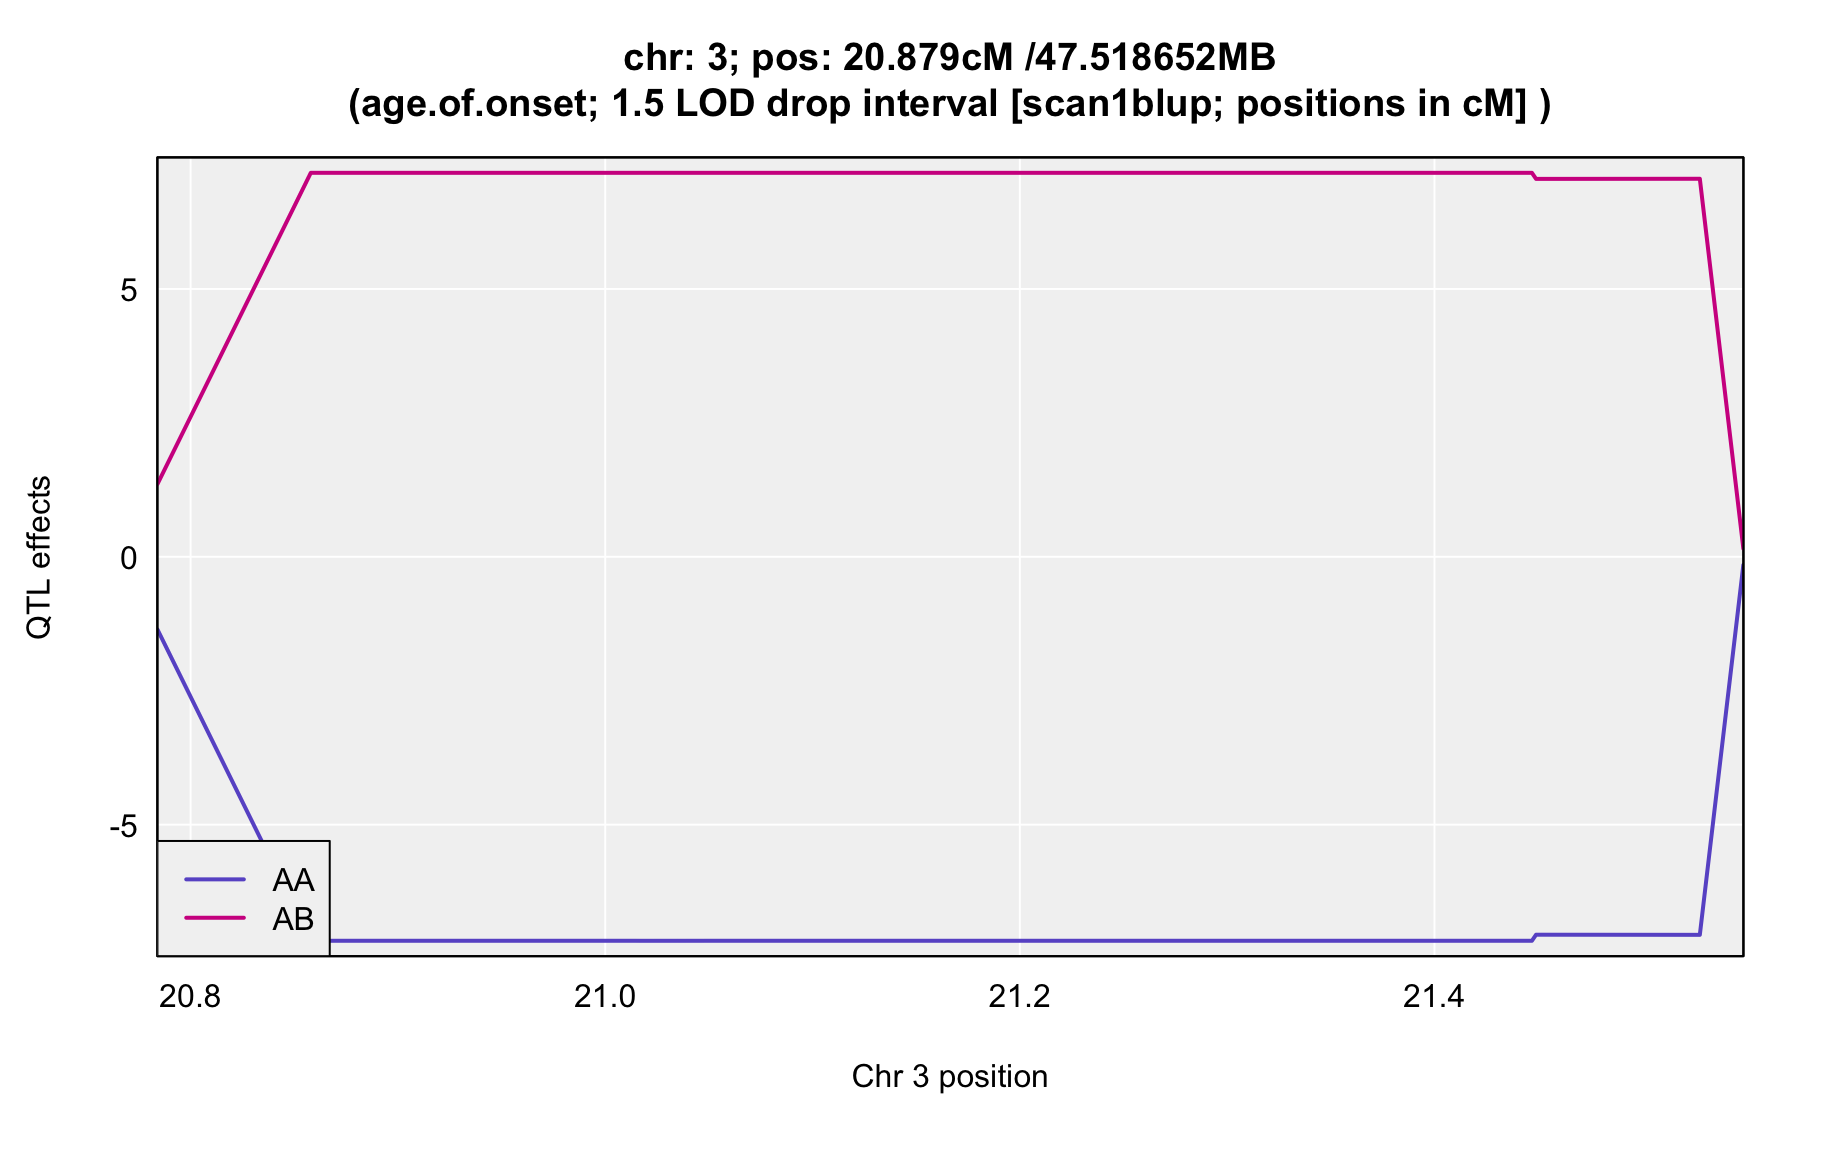 chr: 3; pos: 20.879cM /47.518652MB
(age.of.onset; 1.5 LOD drop interval [scan1blup; positions in cM] )
QTL effects
5
0
-5
AA
AB
20.8 21.0 21.2 21.4
Chr 3 position